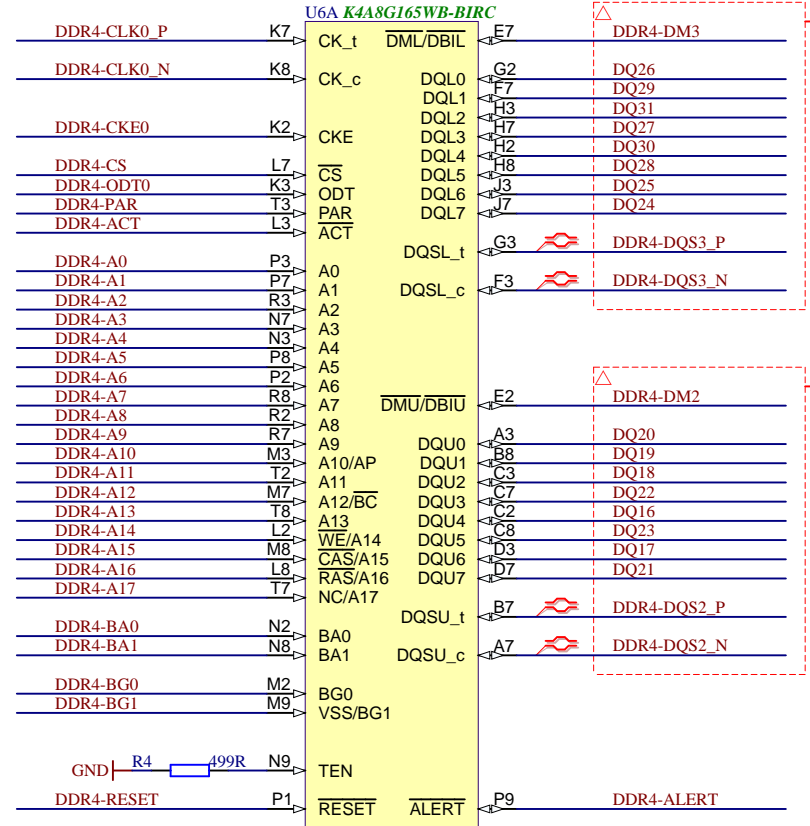 U6A K4A8G165WB-BIRC
DDR4-CLK0_P K7 CK_t DML/DBIL E7 DDR4-DM3
DDR4-CLK0_N K8 CK_c DQL0 G2 DQ26
DQL1 F7 DQ29
DQL2 H3 DQ31
DDR4-CKE0 K2 CKE DQL3 H7 DQ27
DQL4 H2 DQ30
DDR4-CS L7 CS DQL5 H8 DQ28
DDR4-ODT0 K3 ODT DQL6 J3 DQ25
DDR4-PAR T3 PAR DQL7 J7 DQ24
DDR4-ACT L3 ACT
DQSL_t G3 DDR4-DQS3_P
DDR4-A0 P3 A0
DDR4-A1 P7 A1 DQSL_c F3 DDR4-DQS3_N
DDR4-A2 R3 A2
DDR4-A3 N7 A3
DDR4-A4 N3 A4
DDR4-A5 P8 A5
DDR4-A6 P2 A6
DDR4-A7 R8 A7 DMU/DBIU E2 DDR4-DM2
DDR4-A8 R2 A8
DDR4-A9 R7 A9 DQU0 A3 DQ20
DDR4-A10 M3 A10/AP DQU1 B8 DQ19
DDR4-A11 T2 A11 DQU2 C3 DQ18
DDR4-A12 M7 A12/BC DQU3 C7 DQ22
DDR4-A13 T8 A13 DQU4 C2 DQ16
DDR4-A14 L2 WE/A14 DQU5 C8 DQ23
DDR4-A15 M8 CAS/A15 DQU6 D3 DQ17
DDR4-A16 L8 RAS/A16 DQU7 D7 DQ21
DDR4-A17 T7 NC/A17
DQSU_t B7 DDR4-DQS2_P
DDR4-BA0 N2 BA0
DDR4-BA1 N8 BA1 DQSU_c A7 DDR4-DQS2_N
DDR4-BG0 M2 BG0
DDR4-BG1 M9 VSS/BG1
GND R4 499R N9 TEN
DDR4-RESET P1 RESET ALERT P9 DDR4-ALERT